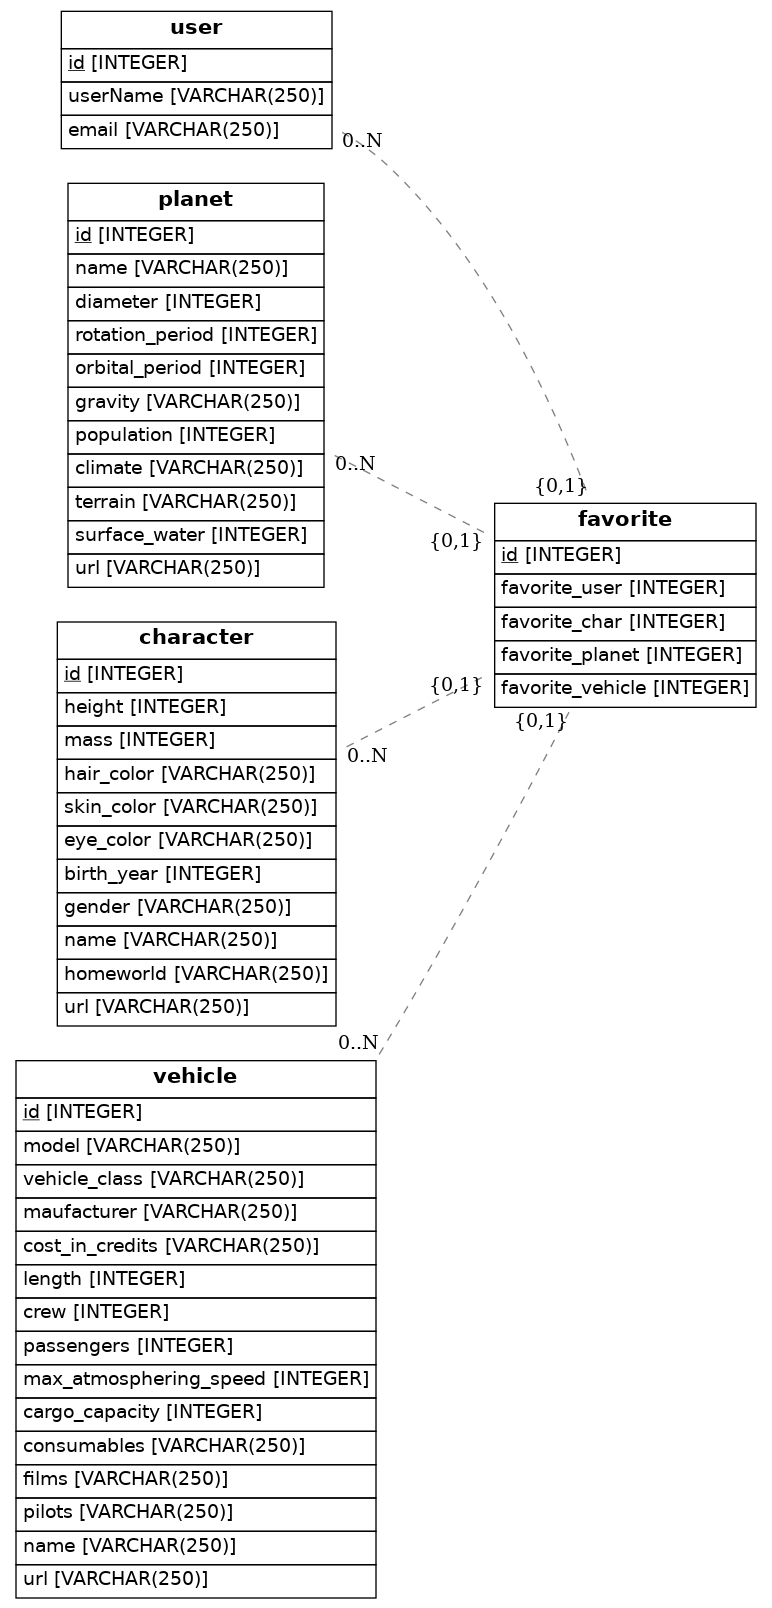 user
id [INTEGER]
userName [VARCHAR(250)]
email [VARCHAR(250)]
0..N
planet
id [INTEGER]
name [VARCHAR(250)]
diameter [INTEGER]
rotation_period [INTEGER]
orbital_period [INTEGER]
gravity [VARCHAR(250)]
population [INTEGER]
climate [VARCHAR(250)]
terrain [VARCHAR(250)]
surface_water [INTEGER]
url [VARCHAR(250)]
0..N
{0,1}
{0,1}
favorite
id [INTEGER]
favorite_user [INTEGER]
favorite_char [INTEGER]
favorite_planet [INTEGER]
favorite_vehicle [INTEGER]
{0,1}
{0,1}
character
id [INTEGER]
height [INTEGER]
mass [INTEGER]
hair_color [VARCHAR(250)]
skin_color [VARCHAR(250)]
eye_color [VARCHAR(250)]
birth_year [INTEGER]
gender [VARCHAR(250)]
name [VARCHAR(250)]
homeworld [VARCHAR(250)]
url [VARCHAR(250)]
0..N
0..N
vehicle
id [INTEGER]
model [VARCHAR(250)]
vehicle_class [VARCHAR(250)]
maufacturer [VARCHAR(250)]
cost_in_credits [VARCHAR(250)]
length [INTEGER]
crew [INTEGER]
passengers [INTEGER]
max_atmosphering_speed [INTEGER]
cargo_capacity [INTEGER]
consumables [VARCHAR(250)]
films [VARCHAR(250)]
pilots [VARCHAR(250)]
name [VARCHAR(250)]
url [VARCHAR(250)]